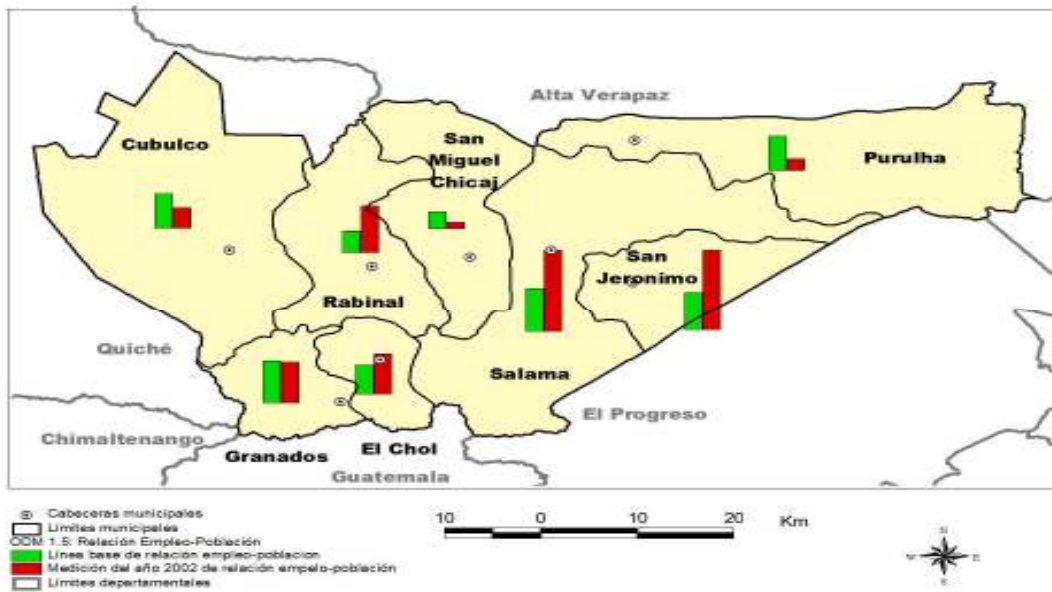 Alta Verapaz
Cubulco
San
Miguel
Chicaj
Purulha
San
Jeronimo
Rabinal
Quiché
Salama
El Progreso
Chimaltenango
Granados
El Chol
Guatemala
Cabeceras municipales
Límites municipales
ODM 1.5: Relación Empleo-Población
Línea base de relación empleo-poblacion
Medición del año 2002 de relación empelo-población
Límites departamentales
10 0 10 20 Km
N
W E
S